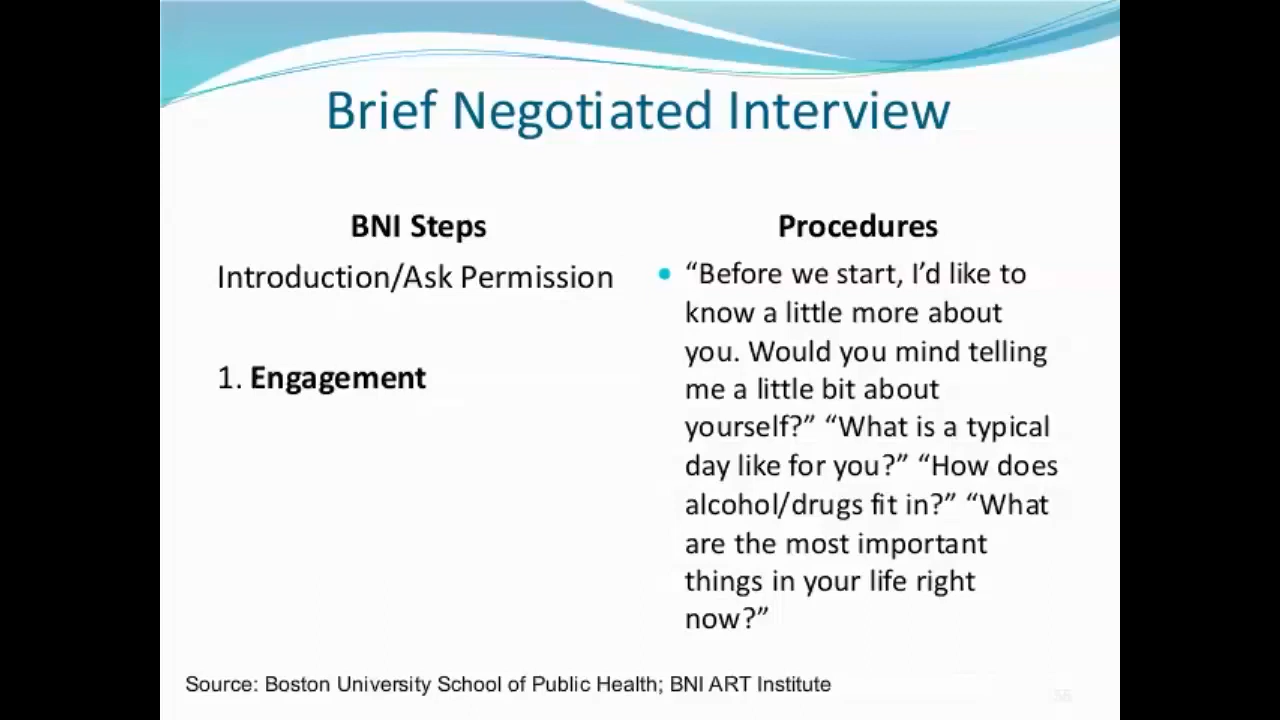 Brief Negotiated Interview
BNI Steps
Introduction/Ask Permission
1. Engagement
Procedures
• “Before we start, I’d like to
know a little more about
you. Would you mind telling
me a little bit about
yourself?” “What is a typical
day like for you?” “How does
alcohol/drugs fit in?” “What
are the most important
things in your life right
now?”
Source: Boston University School of Public Health; BNI ART Institute